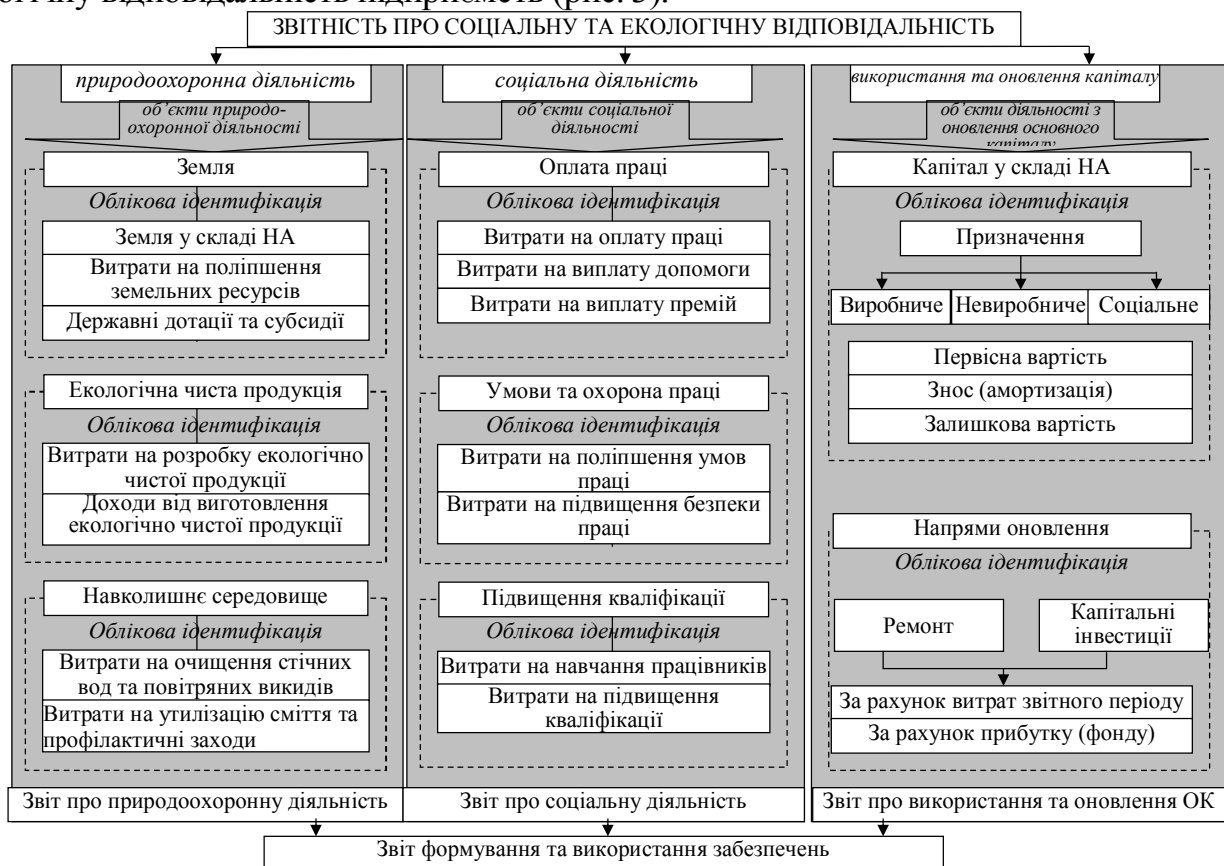 відповідальність підприємств (рис. 3).
ЗВІТНІСТЬ ПРО СОЦІАЛЬНУ ТА ЕКОЛОГІЧНУ ВІДПОВІДАЛЬНІСТЬ
природоохоронна діяльність
об’єкти природо-
охоронної діяльності
Земля
Облікова ідентифікація
Земля у складі НА
Витрати на поліпшення
земельних ресурсів
Державні дотації та субсидії
Екологічна чиста продукція
Облікова ідентифікація
Витрати на розробку екологічно
чистої продукції
Доходи від виготовлення
екологічно чистої продукції
Навколишнє середовище
Облікова ідентифікація
Витрати на очищення стічних
вод та повітряних викидів
Витрати на утилізацію сміття та
профілактичні заходи
Звіт про природоохоронну діяльність
соціальна діяльність
об’єкти соціальної
діяльності
Оплата праці
Облікова ідентифікація
Витрати на оплату праці
Витрати на виплату допомоги
Витрати на виплату премій
Умови та охорона праці
Облікова ідентифікація
Витрати на поліпшення умов
праці
Витрати на підвищення безпеки
праці
Підвищення кваліфікації
Облікова ідентифікація
Витрати на навчання працівників
Витрати на підвищення
кваліфікації
Звіт про соціальну діяльність
використання та оновлення капіталу
об’єкти діяльності з
оновлення основного
капіталу
Капітал у складі НА
Облікова ідентифікація
Призначення
Виробниче
Невиробниче
Соціальне
Первісна вартість
Знос (амортизація)
Залишкова вартість
Напрями оновлення
Облікова ідентифікація
Ремонт
Капітальні
інвестиції
За рахунок витрат звітного періоду
За рахунок прибутку (фонду)
Звіт про використання та оновлення ОК
Звіт формування та використання забезпечень